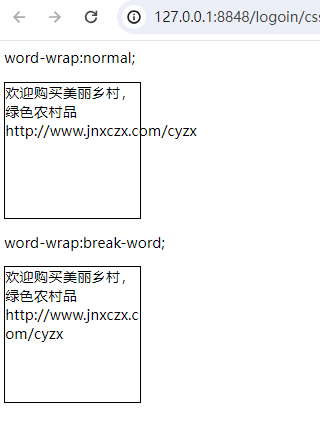 127.0.0.1:8848/logoin/css
word-wrap:normal;
欢迎购买美丽乡村，
绿色农村品
http://www.jnxczx.com/cyzx
word-wrap:break-word;
欢迎购买美丽乡村，
绿色农村品
http://www.jnxczx.c
om/cyzx